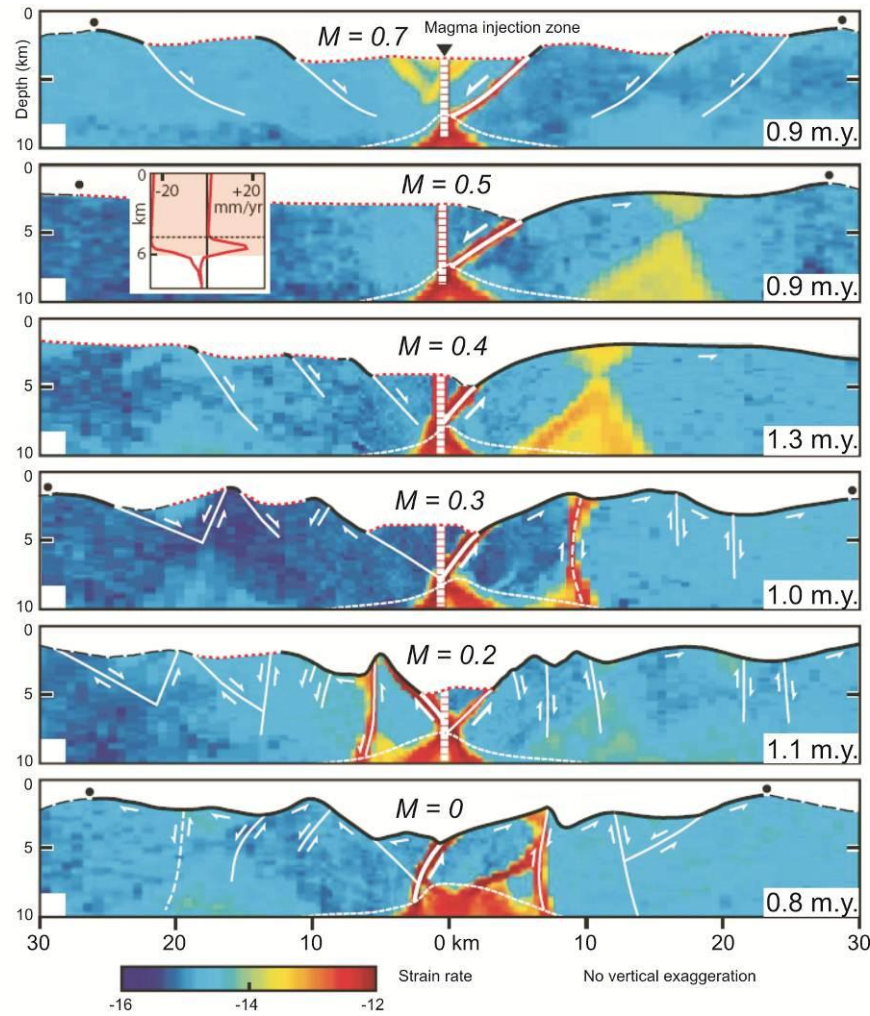 Magma injection zone
M = 0.7
Depth (km)
0
5
10
0.9 m.y.
M = 0.5
0
5
10
0
km
6
-20
+20
mm/yr
0.9 m.y.
M = 0.4
0
5
10
1.3 m.y.
M = 0.3
0
5
10
1.0 m.y.
M = 0.2
0
5
10
1.1 m.y.
M = 0
0
5
10
0.8 m.y.
30 20 10 0 km 10 20 30
Strain rate
No vertical exaggeration
-16 -14 -12